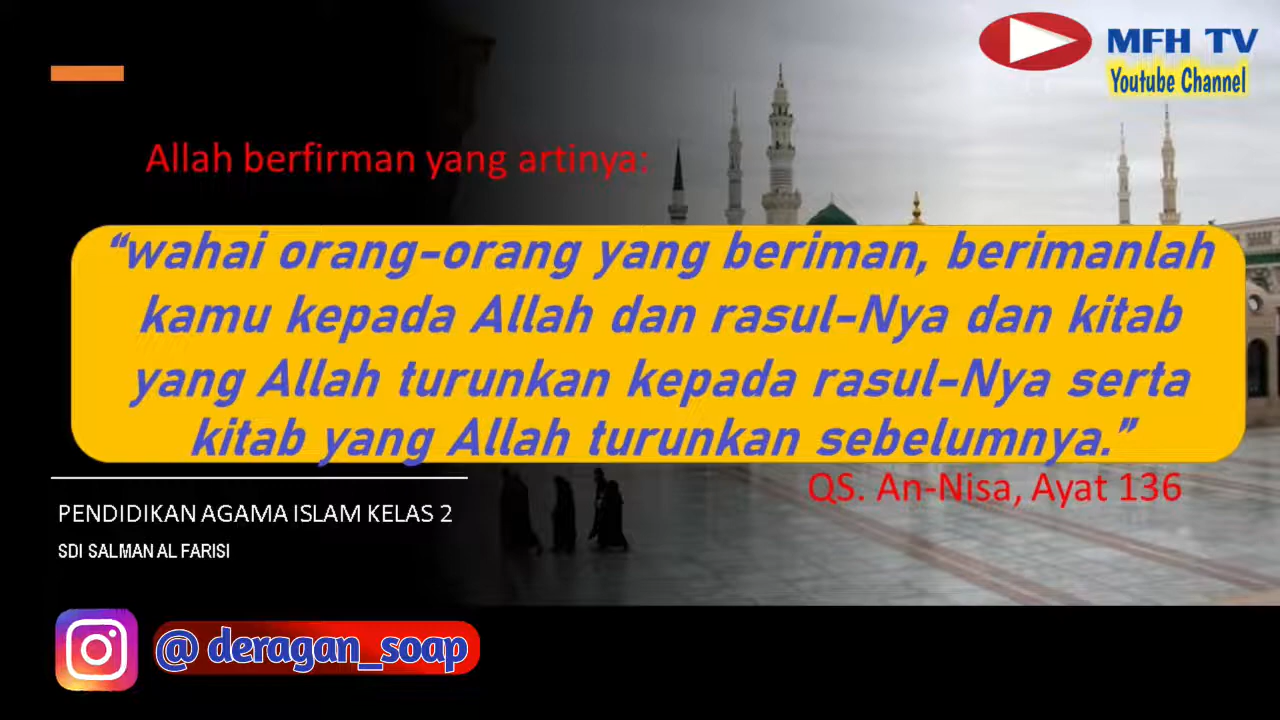 MFH TV
Youtube Channel
Allah berfirman yang artinya:
“wahai orang-orang yang beriman, berimanlah
kamu kepada Allah dan rasul-Nya dan kitab
yang Allah turunkan kepada rasul-Nya serta
kitab yang Allah turunkan sebelumnya.”
QS. An-Nisa, Ayat 136
PENDIDIKAN AGAMA ISLAM KELAS 2
SDI SALMAN AL FARISI
@ deragan_soap